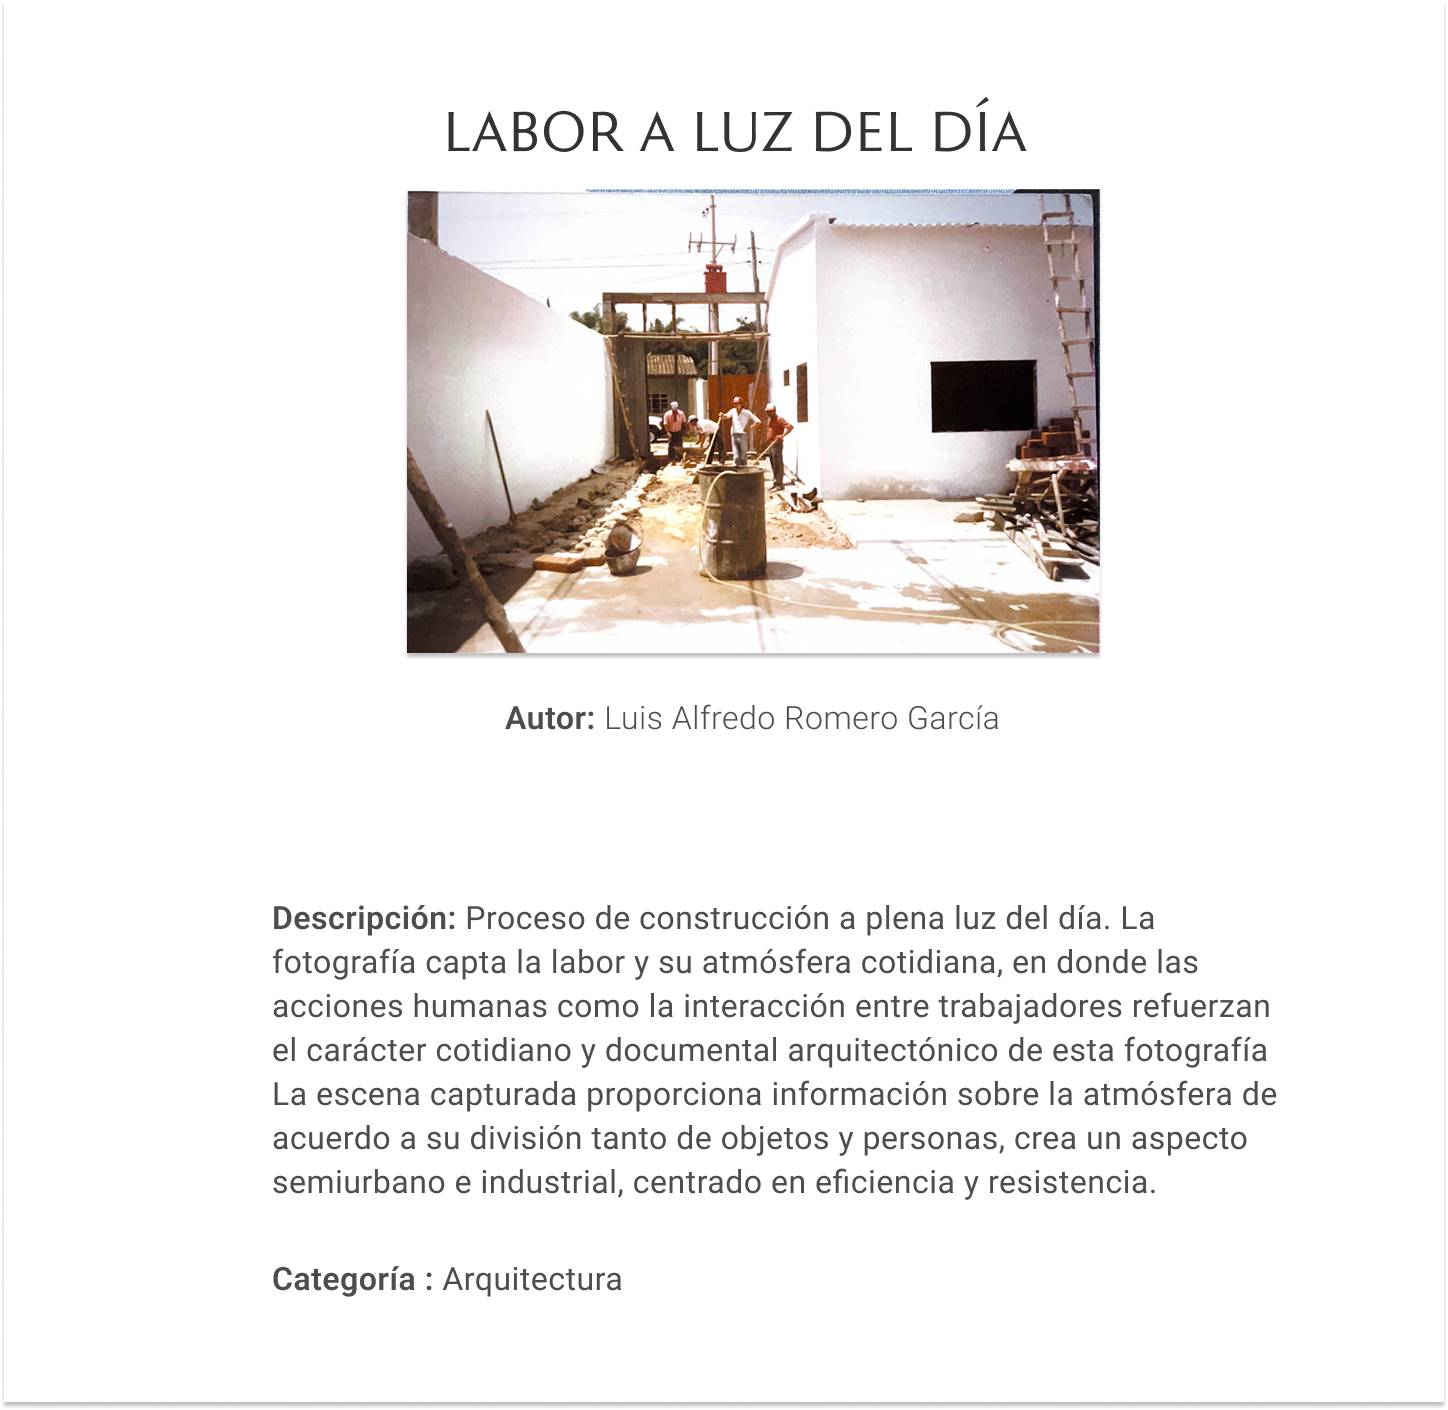 LABOR A LUZ DEL DÍA
Autor: Luis Alfredo Romero García
Descripción: Proceso de construcción a plena luz del día. La
fotografía capta la labor y su atmósfera cotidiana, en donde las
acciones humanas como la interacción entre trabajadores refuerzan
el carácter cotidiano y documental arquitectónico de esta fotografía
La escena capturada proporciona información sobre la atmósfera de
acuerdo a su división tanto de objetos y personas, crea un aspecto
semiurbano e industrial, centrado en eficiencia y resistencia.
Categoría : Arquitectura